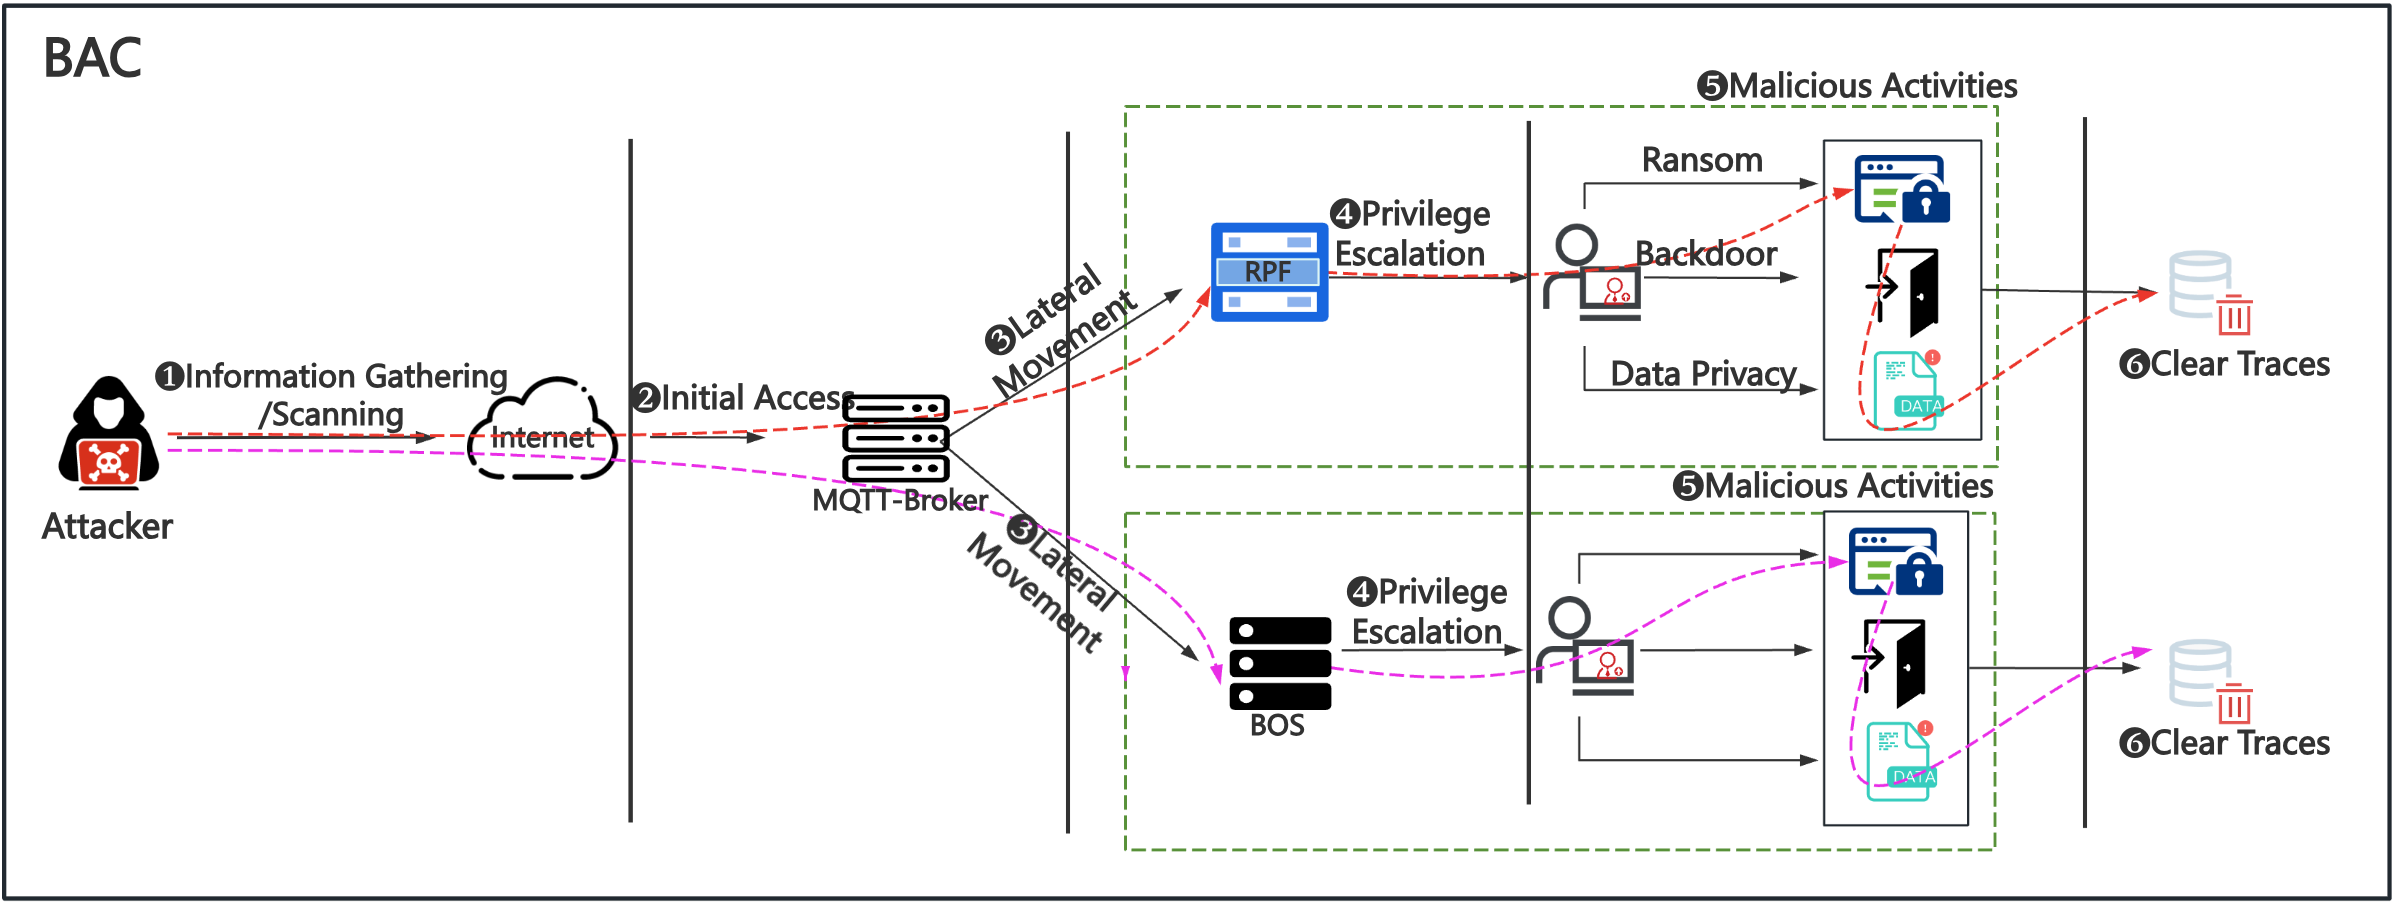 BAC
❶Information Gathering
/Scanning
Attacker
Internet
❷Initial Access
MQTT-Broker
❸Lateral
Movement
❸Lateral
Movement
RPF
❹Privilege
Escalation
❺Malicious Activities
Ransom
Backdoor
Data Privacy
!
DATA
❻Clear Traces
BOS
❹Privilege
Escalation
❺Malicious Activities
!
DATA
❻Clear Traces